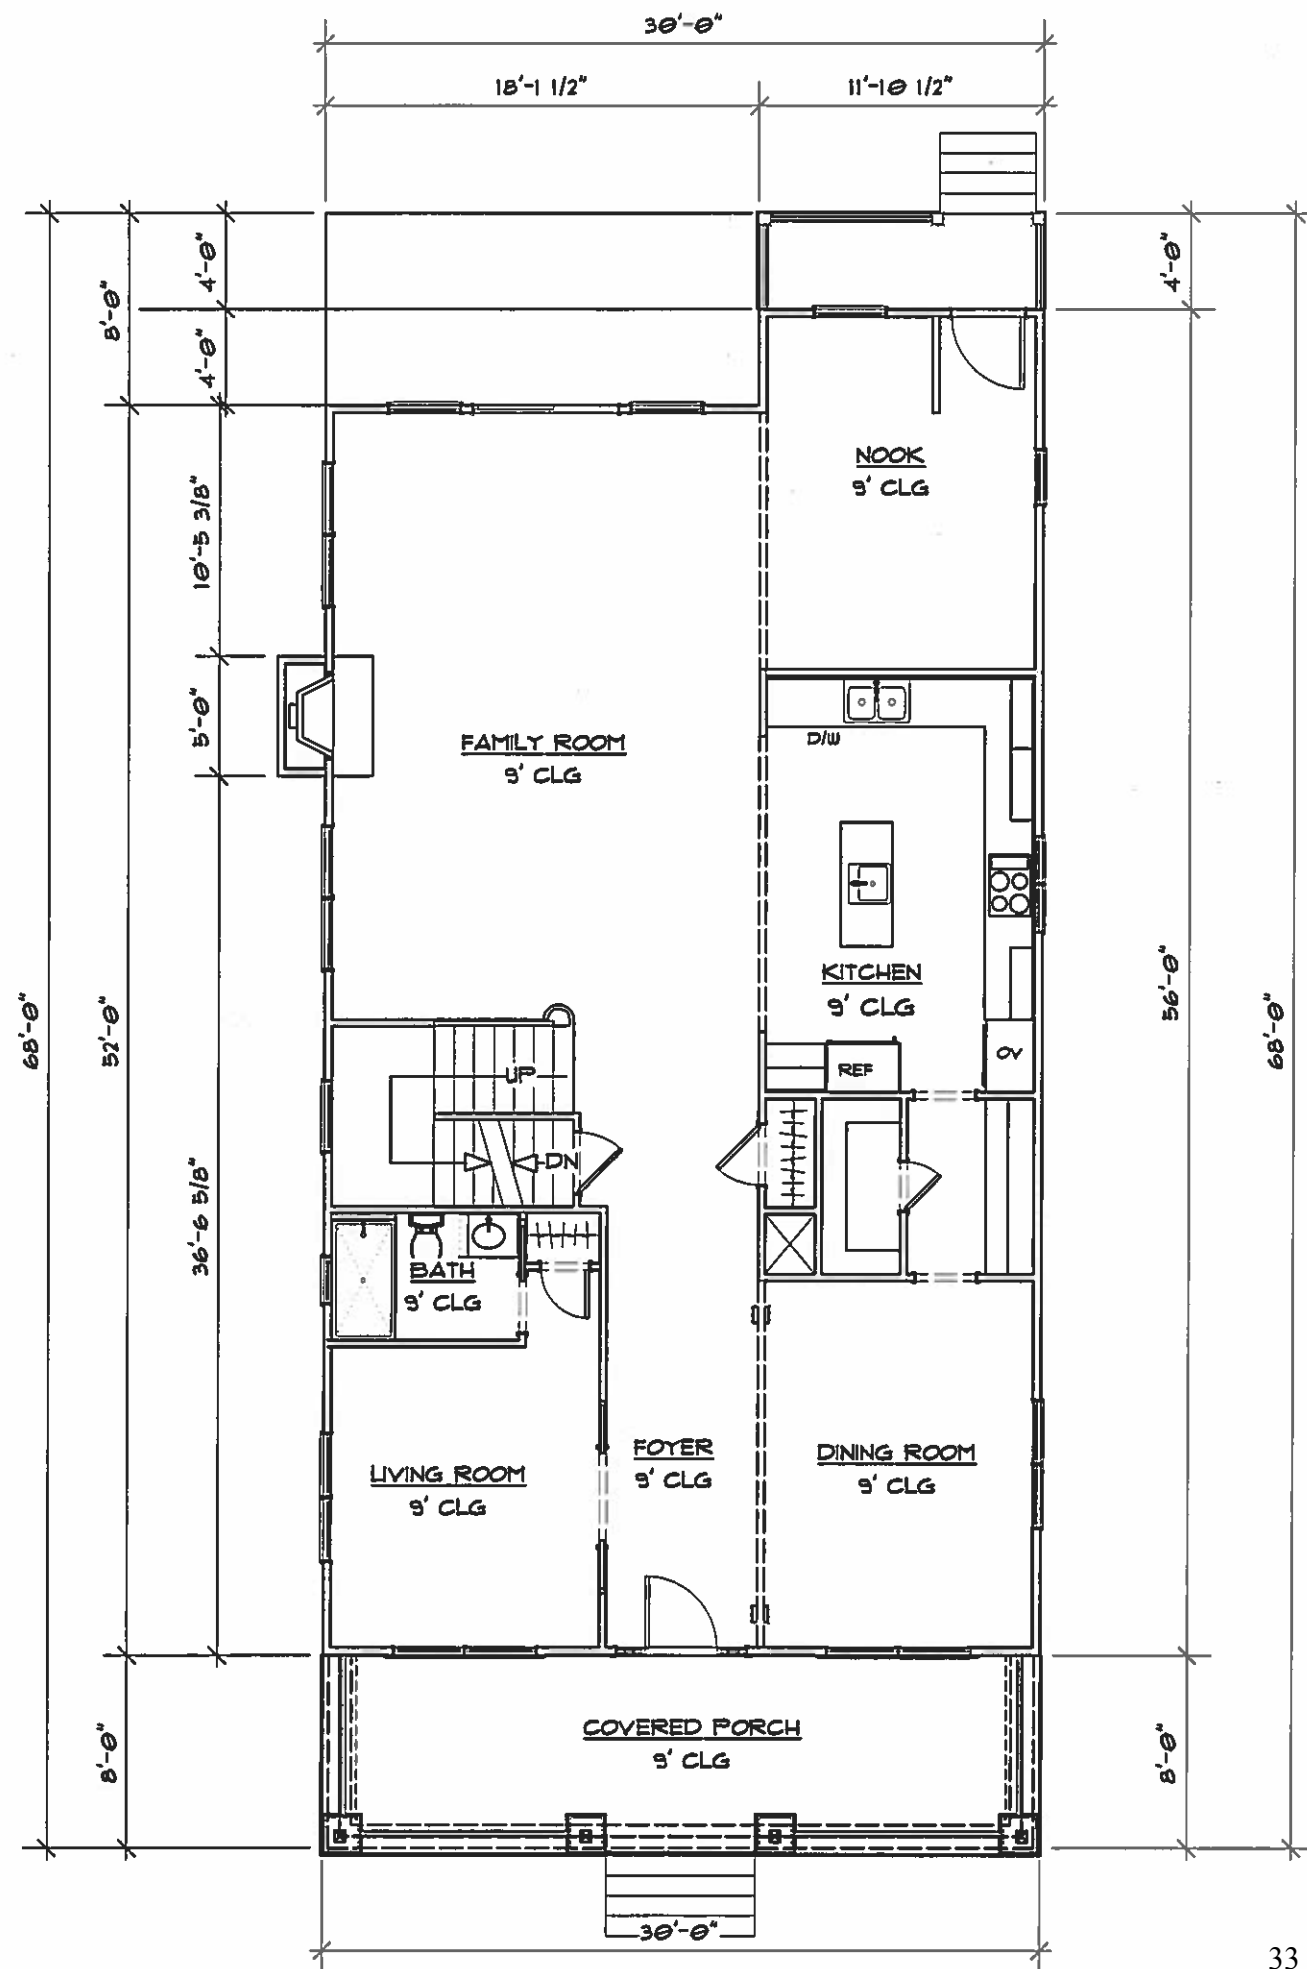 30'-0"
18'-1 1/2"
11'-10 1/2"
4'-0"
8'-0"
4'-0"
4'-0"
NOOK
9' CLG
10'-5 3/8"
5'-0"
FAMILY ROOM
9' CLG
D/W
KITCHEN
9' CLG
68'-0"
52'-0"
56'-0"
68'-0"
REF
OV
UP
DN
36'-6 5/8"
BATH
9' CLG
FOYER
9' CLG
DINING ROOM
9' CLG
LIVING ROOM
9' CLG
COVERED PORCH
9' CLG
8'-0"
8'-0"
30'-0"
33